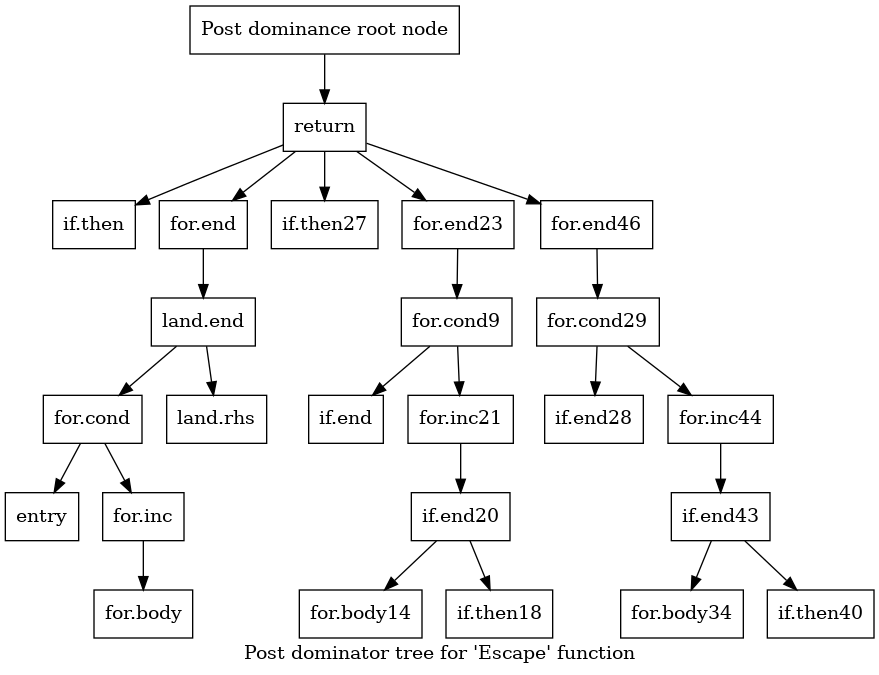 Post dominance root node
return
if.then
for.end
if.then27
for.end23
for.end46
land.end
for.cond9
for.cond29
for.cond
land.rhs
if.end
for.inc21
if.end28
for.inc44
entry
for.inc
if.end20
if.end43
for.body
for.body14
if.then18
for.body34
if.then40
Post dominator tree for 'Escape' function